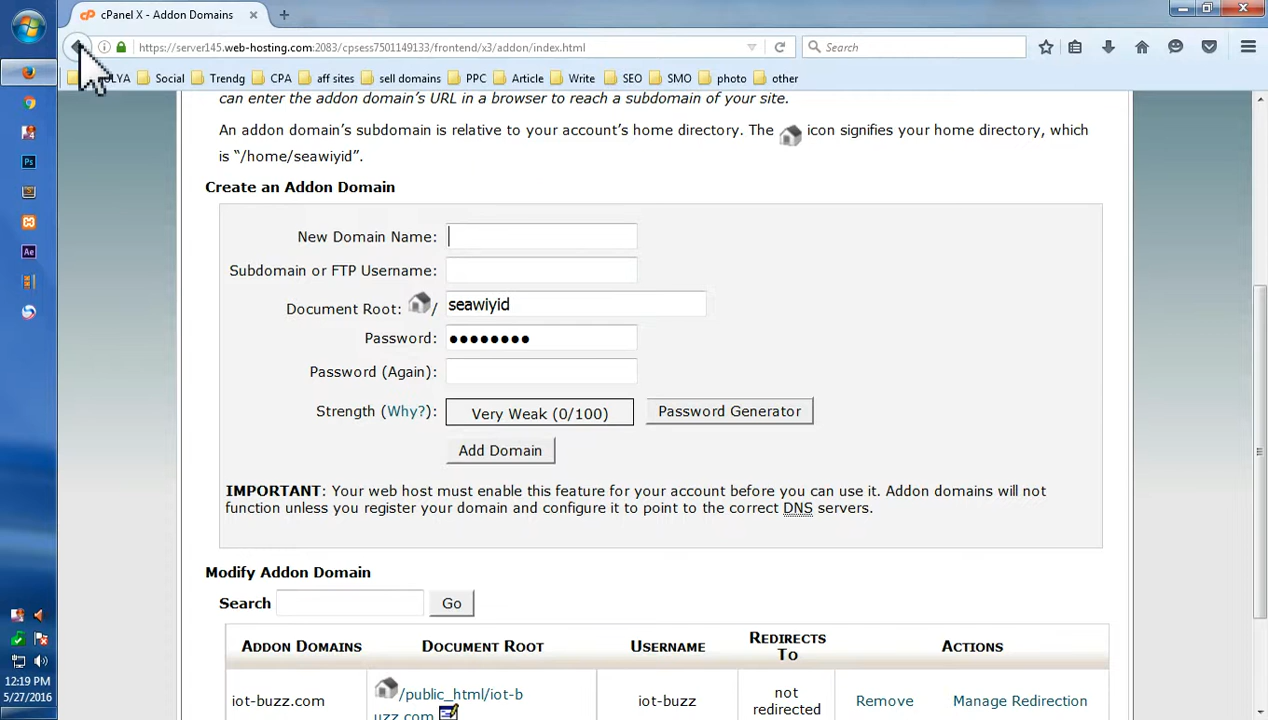 cPanel X - Addon Domains
https://server145.web-hosting.com:2083/cpsess7501149133/frontend/x3/addon/index.html
Search
Social Trendg CPA aff sites sell domains PPC Article Write SEO SMO photo other
can enter the addon domain's URL in a browser to reach a subdomain of your site.
An addon domain's subdomain is relative to your account's home directory. The icon signifies your home directory, which
is "/home/seawiyid".
Create an Addon Domain
New Domain Name:
Subdomain or FTP Username:
Document Root: / seawiyid
Password: ●●●●●●●●
Password (Again):
Strength (Why?): Very Weak (0/100) Password Generator
Add Domain
IMPORTANT: Your web host must enable this feature for your account before you can use it. Addon domains will not
function unless you register your domain and configure it to point to the correct DNS servers.
Modify Addon Domain
Search Go
ADDON DOMAINS DOCUMENT ROOT USERNAME REDIRECTS TO ACTIONS
iot-buzz.com /public_html/iot-b
uzz.com iot-buzz not
redirected Remove Manage Redirection
Ps
Ae
12:19 PM
5/27/2016